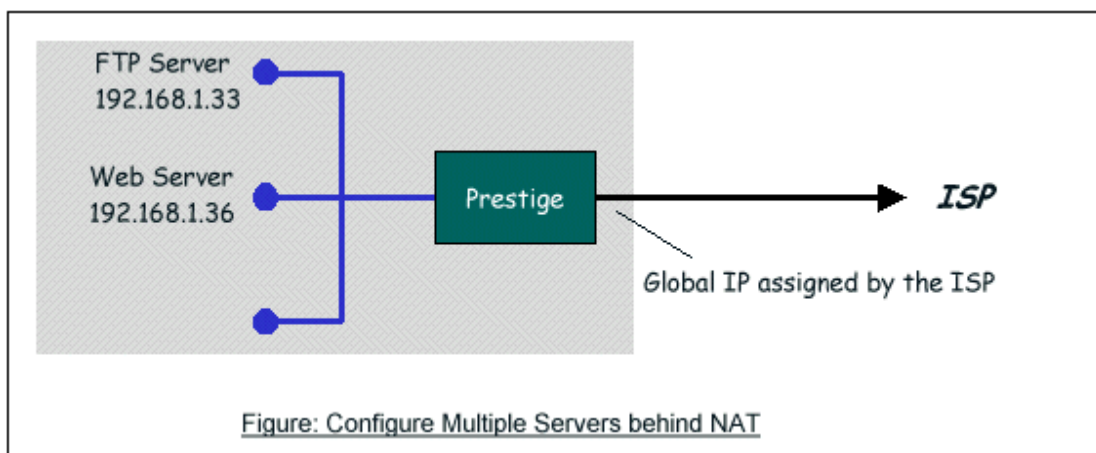 FTP Server
192.168.1.33
Web Server
192.168.1.36
Prestige
ISP
Global IP assigned by the ISP
Figure: Configure Multiple Servers behind NAT